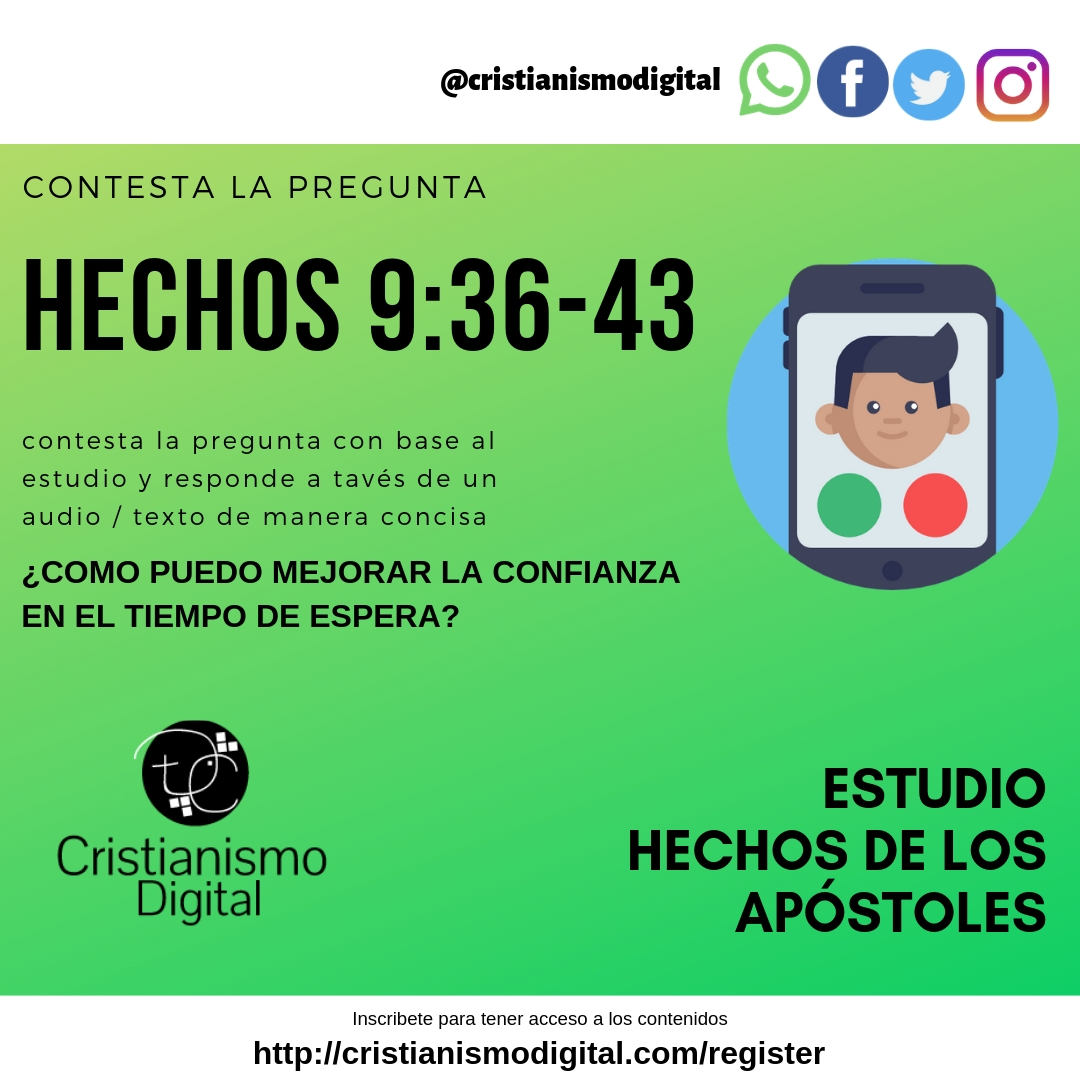 @cristianismodigital
CONTESTA LA PREGUNTA
HECHOS 9:36-43
contesta la pregunta con base al
estudio y responde a tavés de un
audio / texto de manera concisa
¿COMO PUEDO MEJORAR LA CONFIANZA
EN EL TIEMPO DE ESPERA?
Cristianismo
Digital
ESTUDIO
HECHOS DE LOS
APÓSTOLES
Inscribete para tener acceso a los contenidos
http://cristianismodigital.com/register